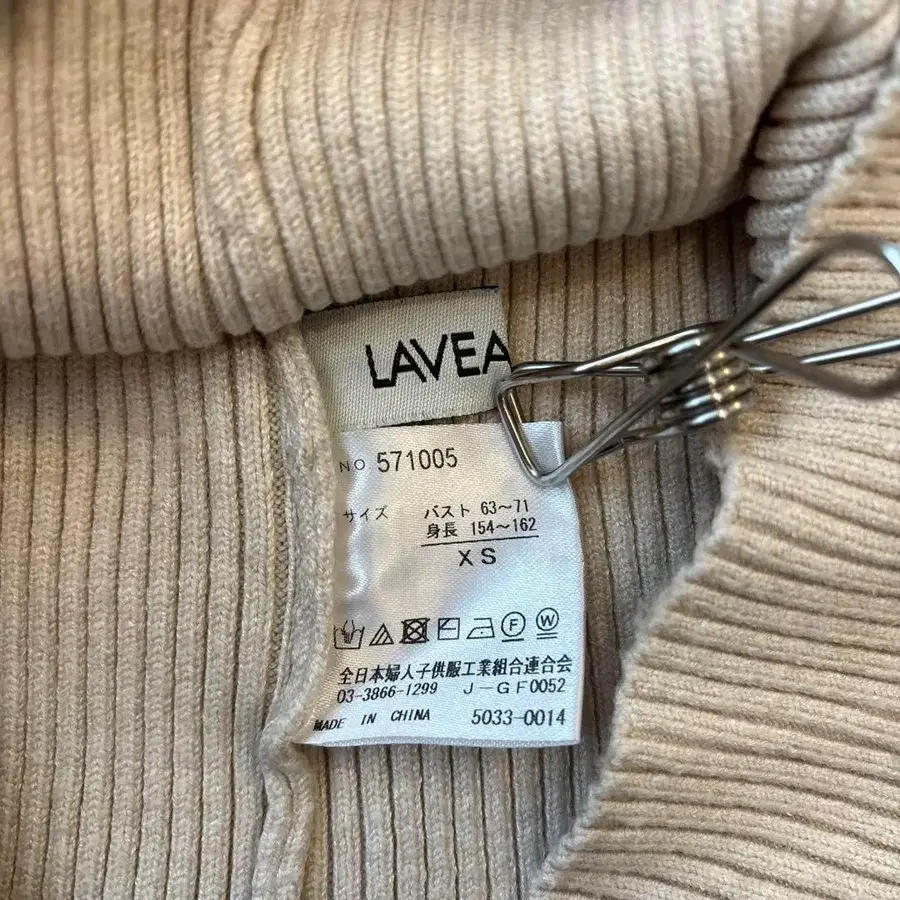 LAVEA
NO 571005
サイズ バスト 63～71
身長 154～162
XS
F W
全日本婦人子供服工業組合連合会
03-3866-1299 J-GF0052
MADE IN CHINA 5033-0014